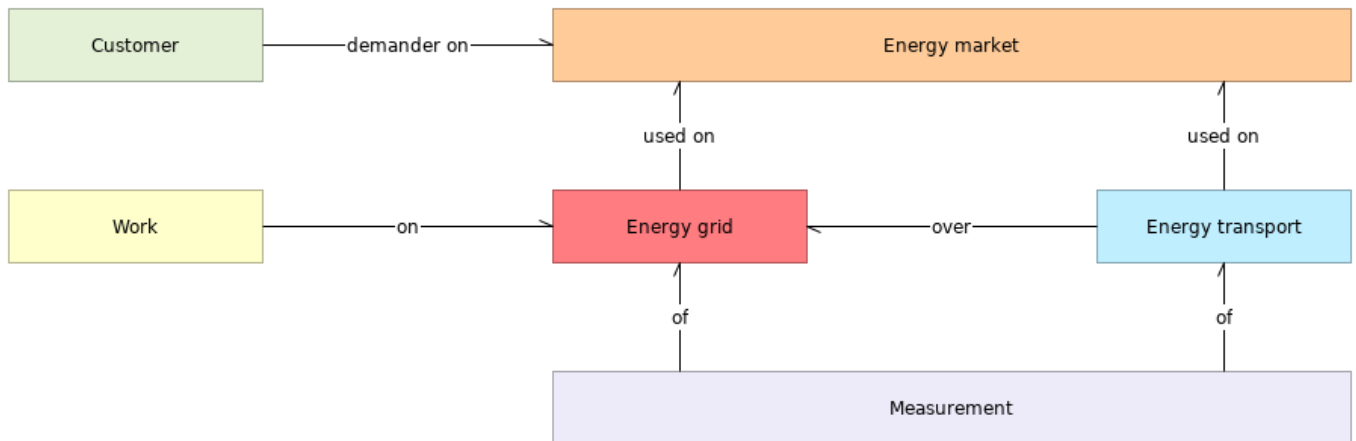 Customer
demander on
Energy market
used on
used on
Work
on
Energy grid
over
Energy transport
of
of
Measurement